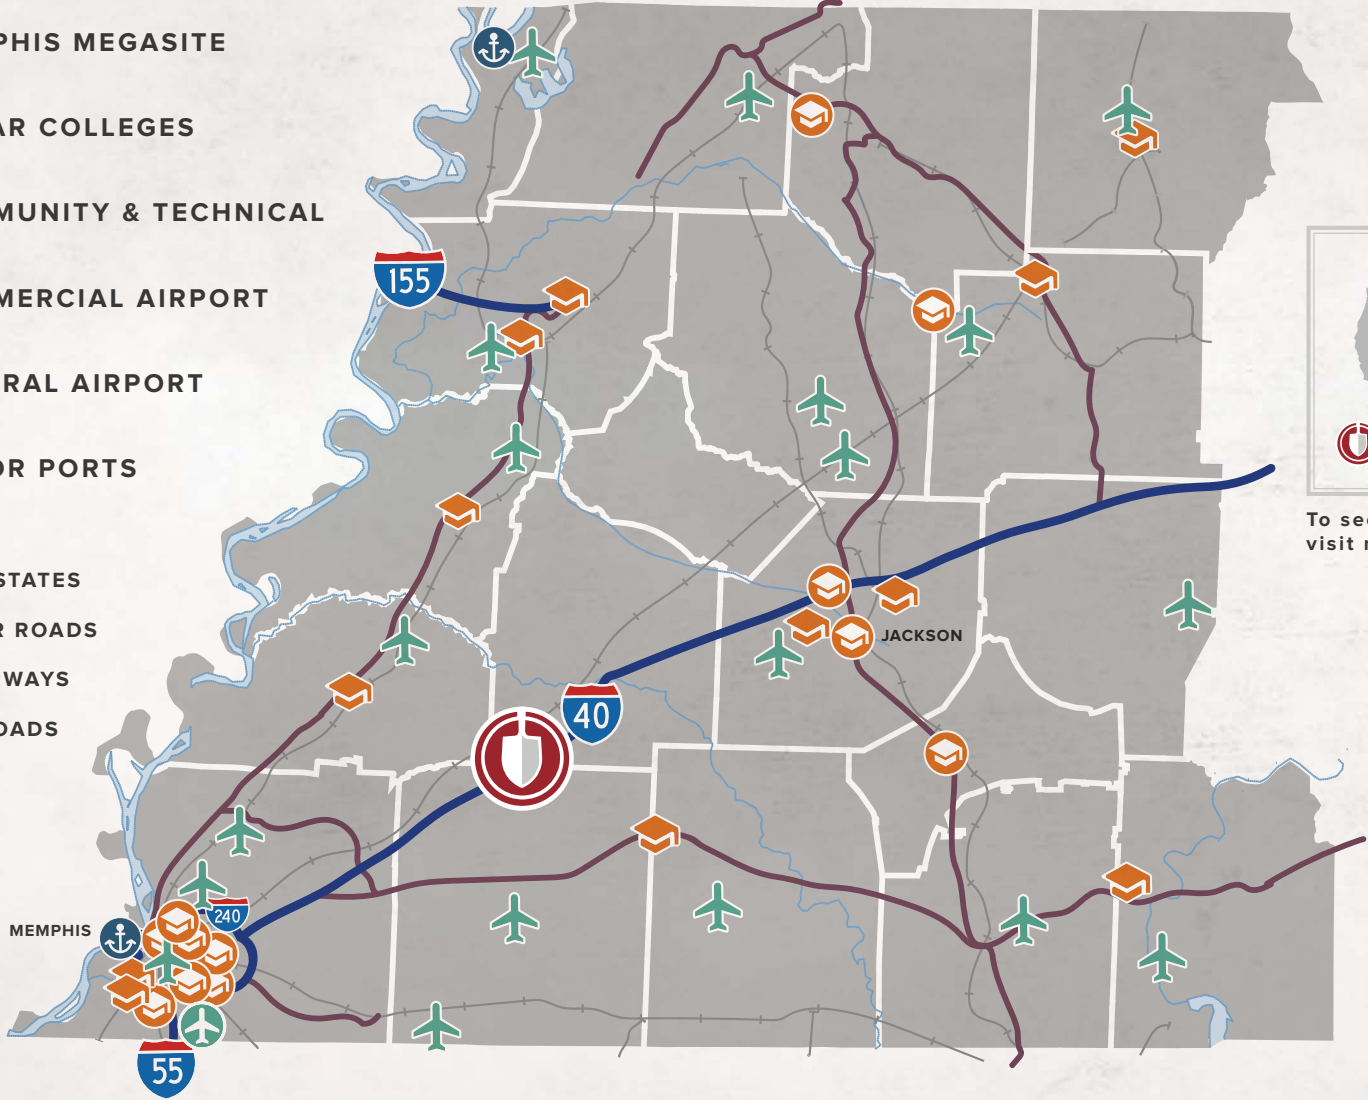 PHIS MEGASITE
AR COLLEGES
MUNITY & TECHNICAL
MERCIAL AIRPORT
RAL AIRPORT
OR PORTS
STATES
R ROADS
WAYS
OADS
155
40
JACKSON
240
MEMPHIS
55
To se
visit